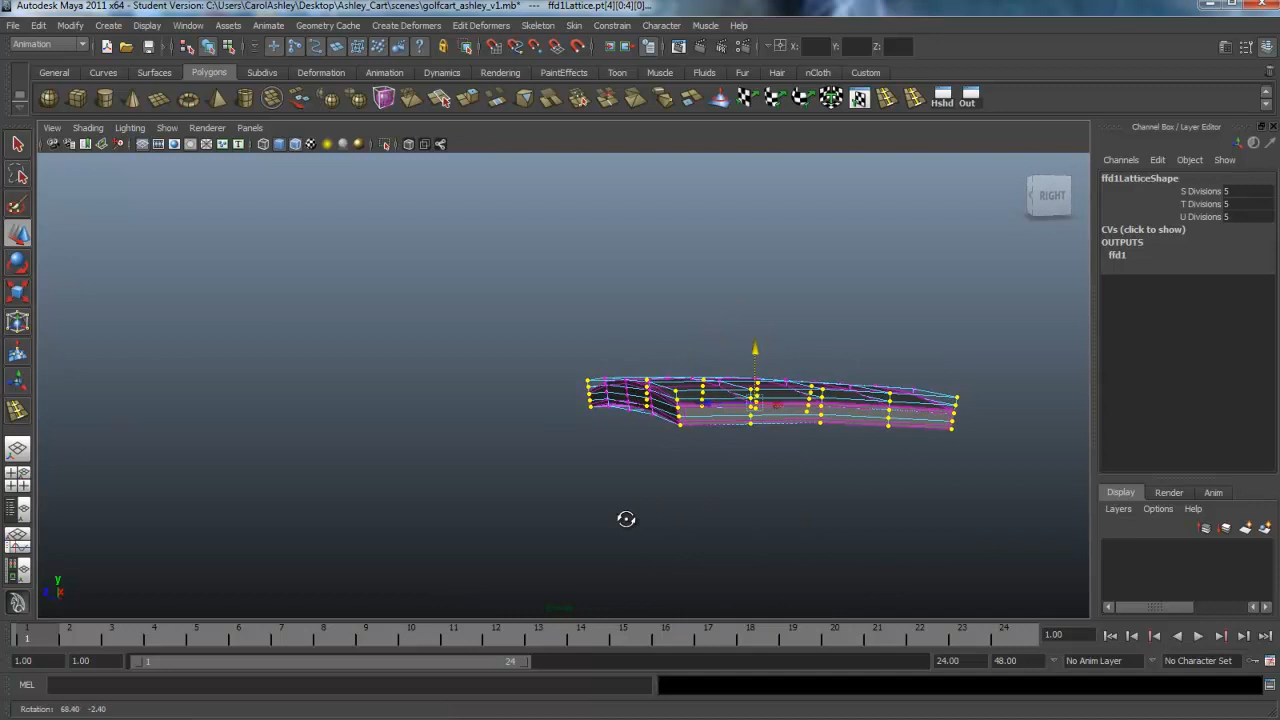 Autodesk Maya 2011 x64 - Student Version: C:\Users\CarolAshley\Desktop\Ashley_Cart\scenes\golfcart_ashley_v1.mb* --- ffd1Lattice.pt[4][0:4][0]...
File Edit Modify Create Display Window Assets Animate Geometry Cache Create Deformers Edit Deformers Skeleton Skin Constrain Character Muscle Help
Animation X: Y: Z:
General Curves Surfaces Polygons Subdivs Deformation Animation Dynamics Rendering PaintEffects Toon Muscle Fluids Fur Hair nCloth Custom
Hshd Out
View Shading Lighting Show Renderer Panels
Channel Box / Layer Editor
Channels Edit Object Show
ffd1LatticeShape
S Divisions 5
T Divisions 5
U Divisions 5
CVs (click to show)
OUTPUTS
ffd1
RIGHT
Display Render Anim
Layers Options Help
y
z x
1 2 3 4 5 6 7 8 9 10 11 12 13 14 15 16 17 18 19 20 21 22 23 24
1 1.00
1.00 1.00 1 24 24.00 48.00 No Anim Layer No Character Set
MEL
Rotation: 68.40 -2.40